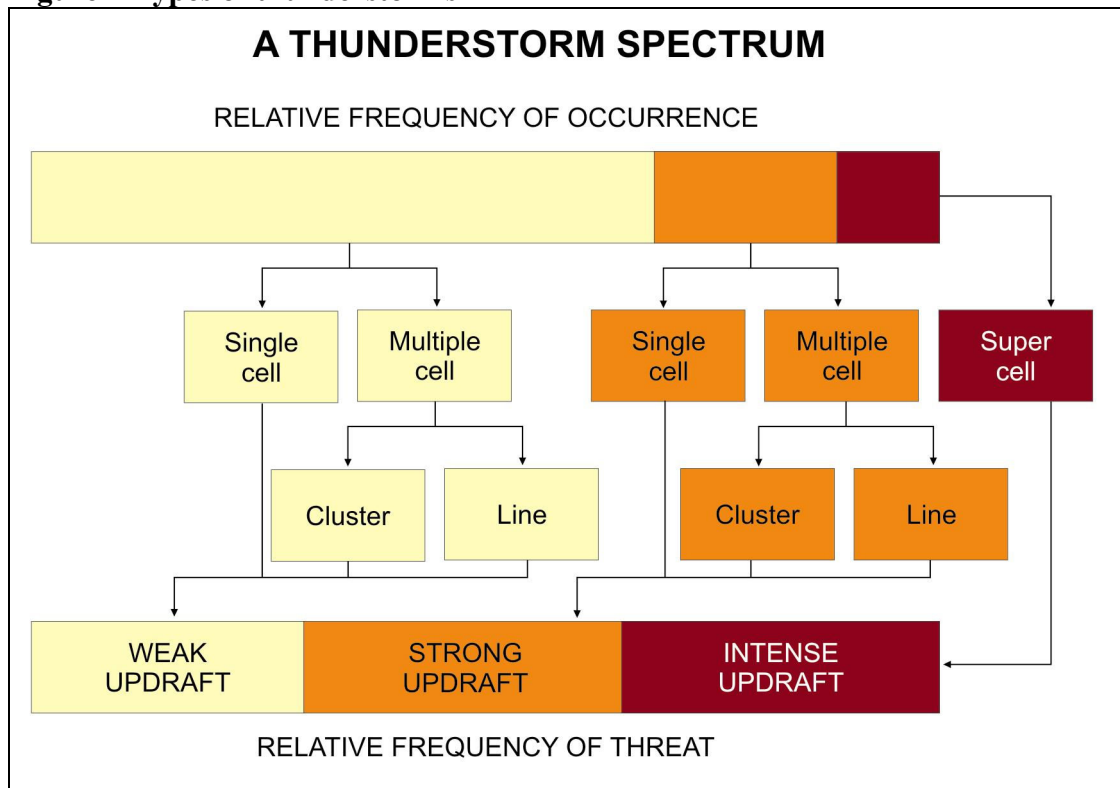 A THUNDERSTORM SPECTRUM
RELATIVE FREQUENCY OF OCCURRENCE
Single
cell
Multiple
cell
Single
cell
Multiple
cell
Super
cell
Cluster
Line
Cluster
Line
WEAK
UPDRAFT
STRONG
UPDRAFT
INTENSE
UPDRAFT
RELATIVE FREQUENCY OF THREAT